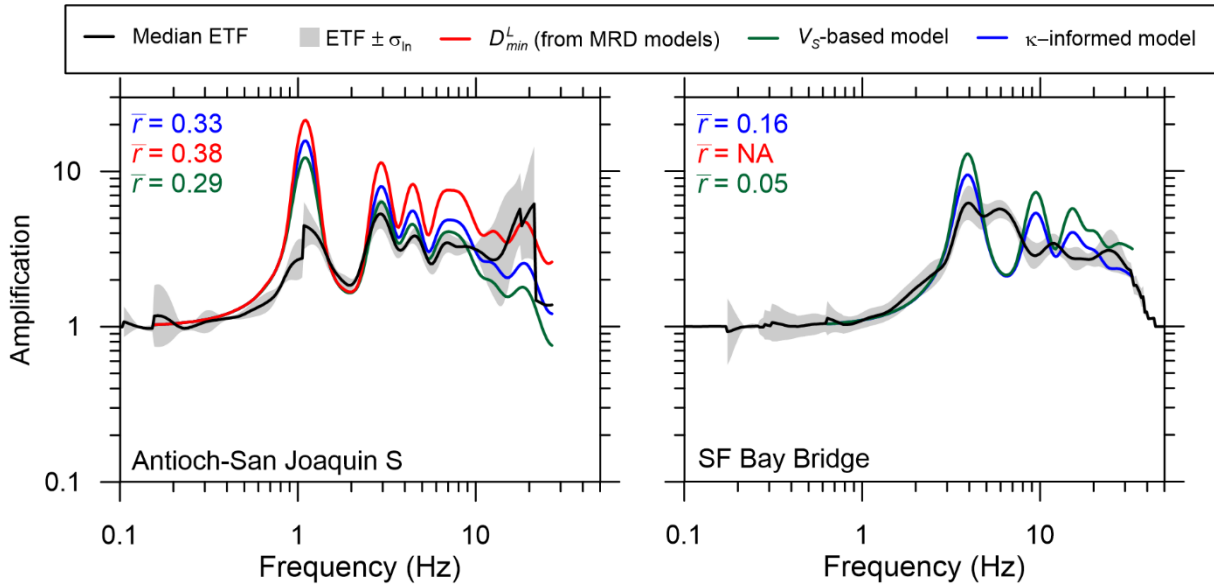 Median ETF ETF ± σln D^L_min (from MRD models) VS-based model κ–informed model
Amplification
10
1
0.1
r̅ = 0.33
r̅ = 0.38
r̅ = 0.29
Antioch-San Joaquin S
0.1 1 10
Frequency (Hz)
r̅ = 0.16
r̅ = NA
r̅ = 0.05
SF Bay Bridge
0.1 1 10
Frequency (Hz)